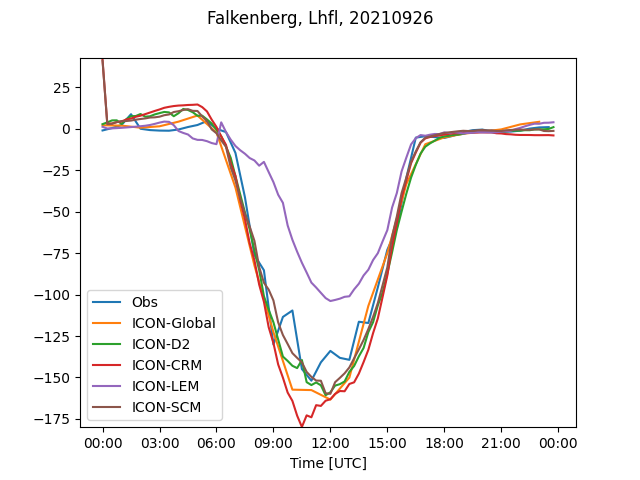 Falkenberg, Lhfl, 20210926
25
0
−25
−50
−75
−100
−125
−150
−175
Obs
ICON-Global
ICON-D2
ICON-CRM
ICON-LEM
ICON-SCM
00:00 03:00 06:00 09:00 12:00 15:00 18:00 21:00 00:00
Time [UTC]